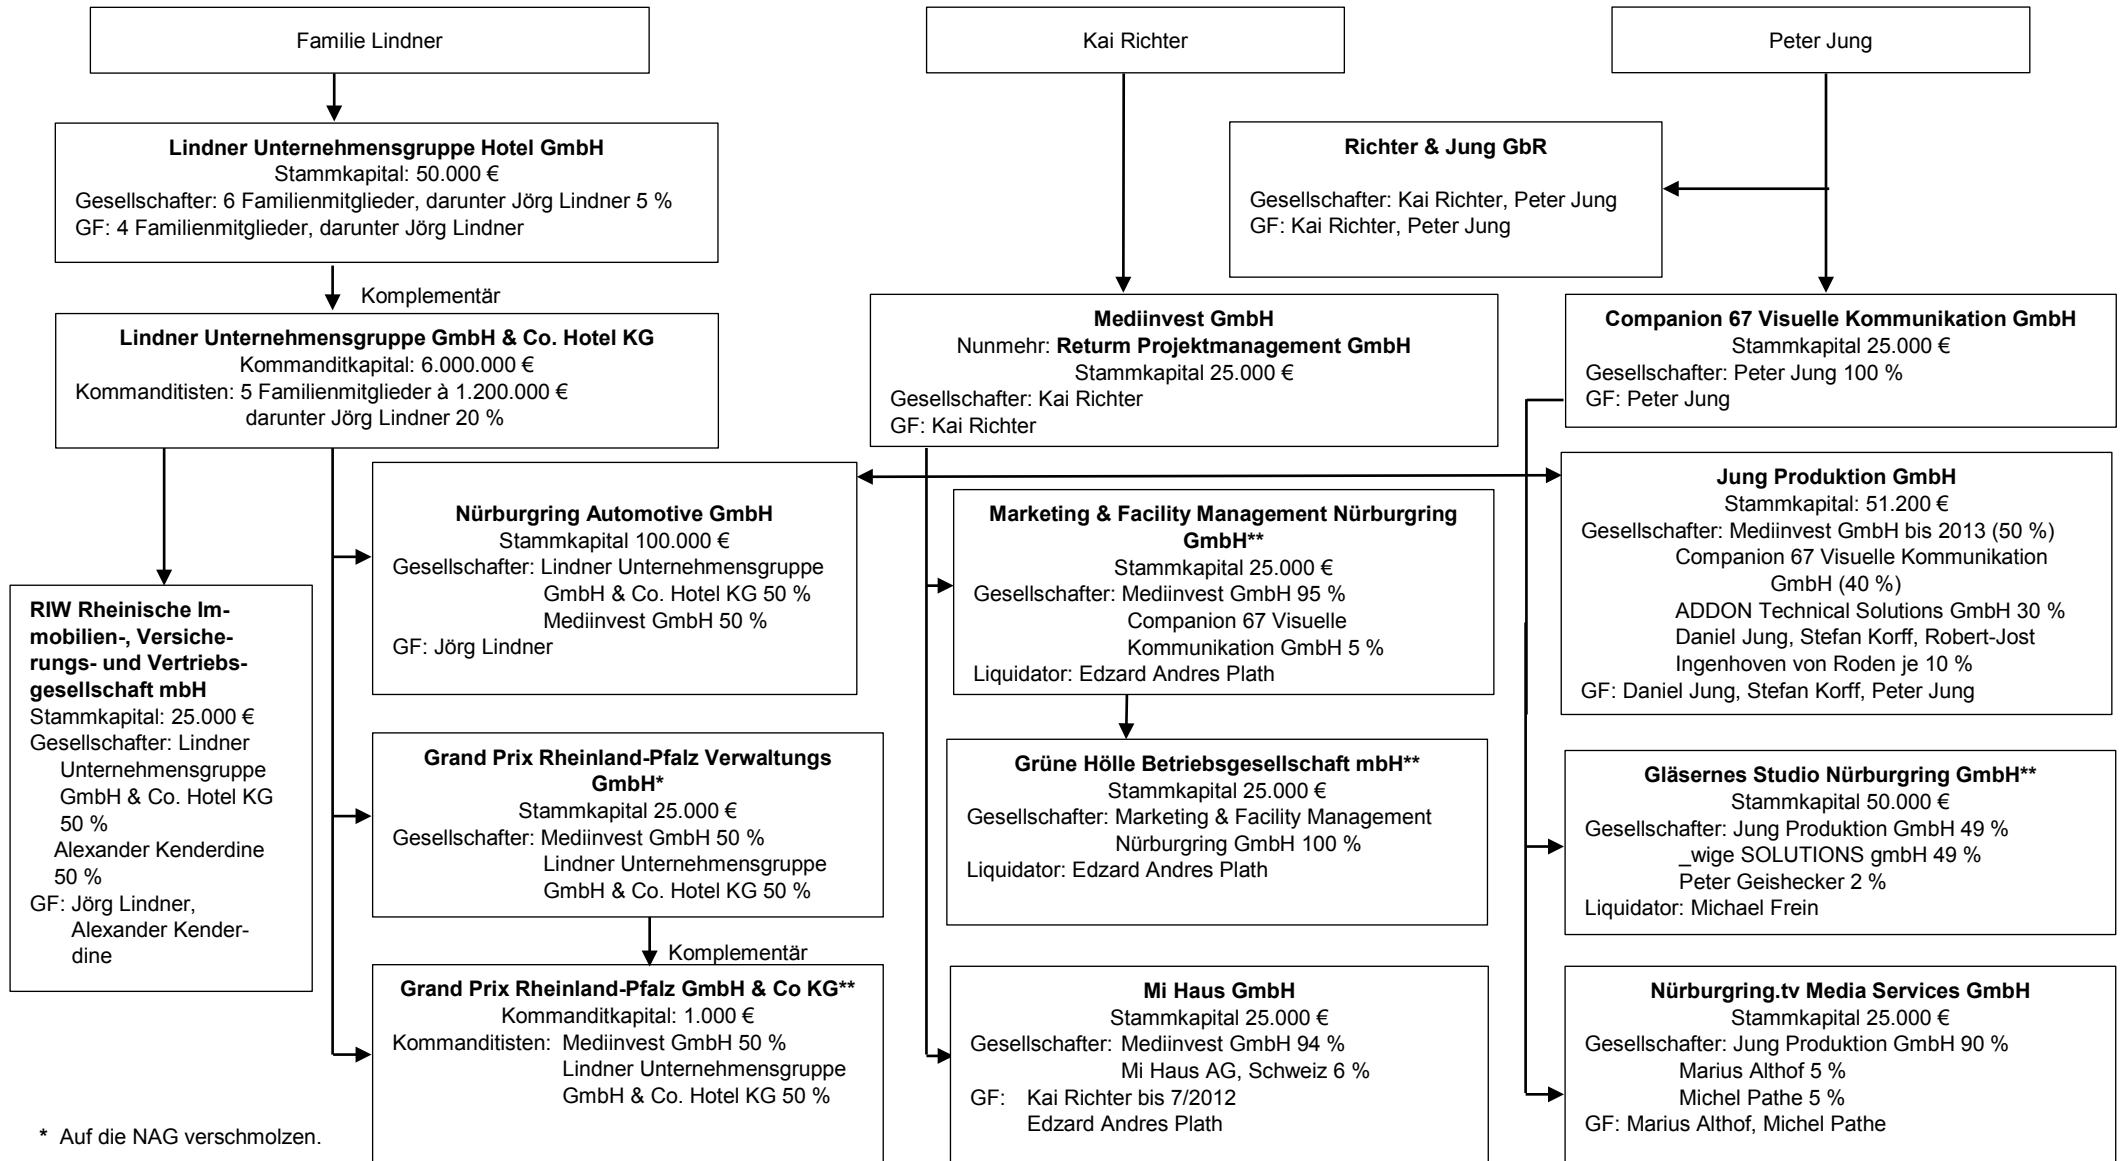 Familie Lindner
Kai Richter
Peter Jung
Lindner Unternehmensgruppe Hotel GmbH
Stammkapital: 50.000 €
Gesellschafter: 6 Familienmitglieder, darunter Jörg Lindner 5 %
GF: 4 Familienmitglieder, darunter Jörg Lindner
Richter & Jung GbR
Gesellschafter: Kai Richter, Peter Jung
GF: Kai Richter, Peter Jung
Komplementär
Lindner Unternehmensgruppe GmbH & Co. Hotel KG
Kommanditkapital: 6.000.000 €
Kommanditisten: 5 Familienmitglieder à 1.200.000 €
darunter Jörg Lindner 20 %
Mediinvest GmbH
Nunmehr: Returm Projektmanagement GmbH
Stammkapital 25.000 €
Gesellschafter: Kai Richter
GF: Kai Richter
Companion 67 Visuelle Kommunikation GmbH
Stammkapital 25.000 €
Gesellschafter: Peter Jung 100 %
GF: Peter Jung
RIW Rheinische Im-
mobilien-, Versiche-
rungs- und Vertriebs-
gesellschaft mbH
Stammkapital: 25.000 €
Gesellschafter: Lindner
Unternehmensgruppe
GmbH & Co. Hotel KG
50 %
Alexander Kenderdine
50 %
GF: Jörg Lindner,
Alexander Kender-
dine
Nürburgring Automotive GmbH
Stammkapital 100.000 €
Gesellschafter: Lindner Unternehmensgruppe
GmbH & Co. Hotel KG 50 %
Mediinvest GmbH 50 %
GF: Jörg Lindner
Marketing & Facility Management Nürburgring
GmbH**
Stammkapital 25.000 €
Gesellschafter: Mediinvest GmbH 95 %
Companion 67 Visuelle
Kommunikation GmbH 5 %
Liquidator: Edzard Andres Plath
Jung Produktion GmbH
Stammkapital: 51.200 €
Gesellschafter: Mediinvest GmbH bis 2013 (50 %)
Companion 67 Visuelle Kommunikation
GmbH (40 %)
ADDON Technical Solutions GmbH 30 %
Daniel Jung, Stefan Korff, Robert-Jost
Ingenhoven von Roden je 10 %
GF: Daniel Jung, Stefan Korff, Peter Jung
Grand Prix Rheinland-Pfalz Verwaltungs
GmbH*
Stammkapital 25.000 €
Gesellschafter: Mediinvest GmbH 50 %
Lindner Unternehmensgruppe
GmbH & Co. Hotel KG 50 %
Grüne Hölle Betriebsgesellschaft mbH**
Stammkapital 25.000 €
Gesellschafter: Marketing & Facility Management
Nürburgring GmbH 100 %
Liquidator: Edzard Andres Plath
Gläsernes Studio Nürburgring GmbH**
Stammkapital 50.000 €
Gesellschafter: Jung Produktion GmbH 49 %
_wige SOLUTIONS gmbH 49 %
Peter Geishecker 2 %
Liquidator: Michael Frein
Komplementär
Grand Prix Rheinland-Pfalz GmbH & Co KG**
Kommanditkapital: 1.000 €
Kommanditisten: Mediinvest GmbH 50 %
Lindner Unternehmensgruppe
GmbH & Co. Hotel KG 50 %
Mi Haus GmbH
Stammkapital 25.000 €
Gesellschafter: Mediinvest GmbH 94 %
Mi Haus AG, Schweiz 6 %
GF: Kai Richter bis 7/2012
Edzard Andres Plath
Nürburgring.tv Media Services GmbH
Stammkapital 25.000 €
Gesellschafter: Jung Produktion GmbH 90 %
Marius Althof 5 %
Michel Pathe 5 %
GF: Marius Althof, Michel Pathe
* Auf die NAG verschmolzen.